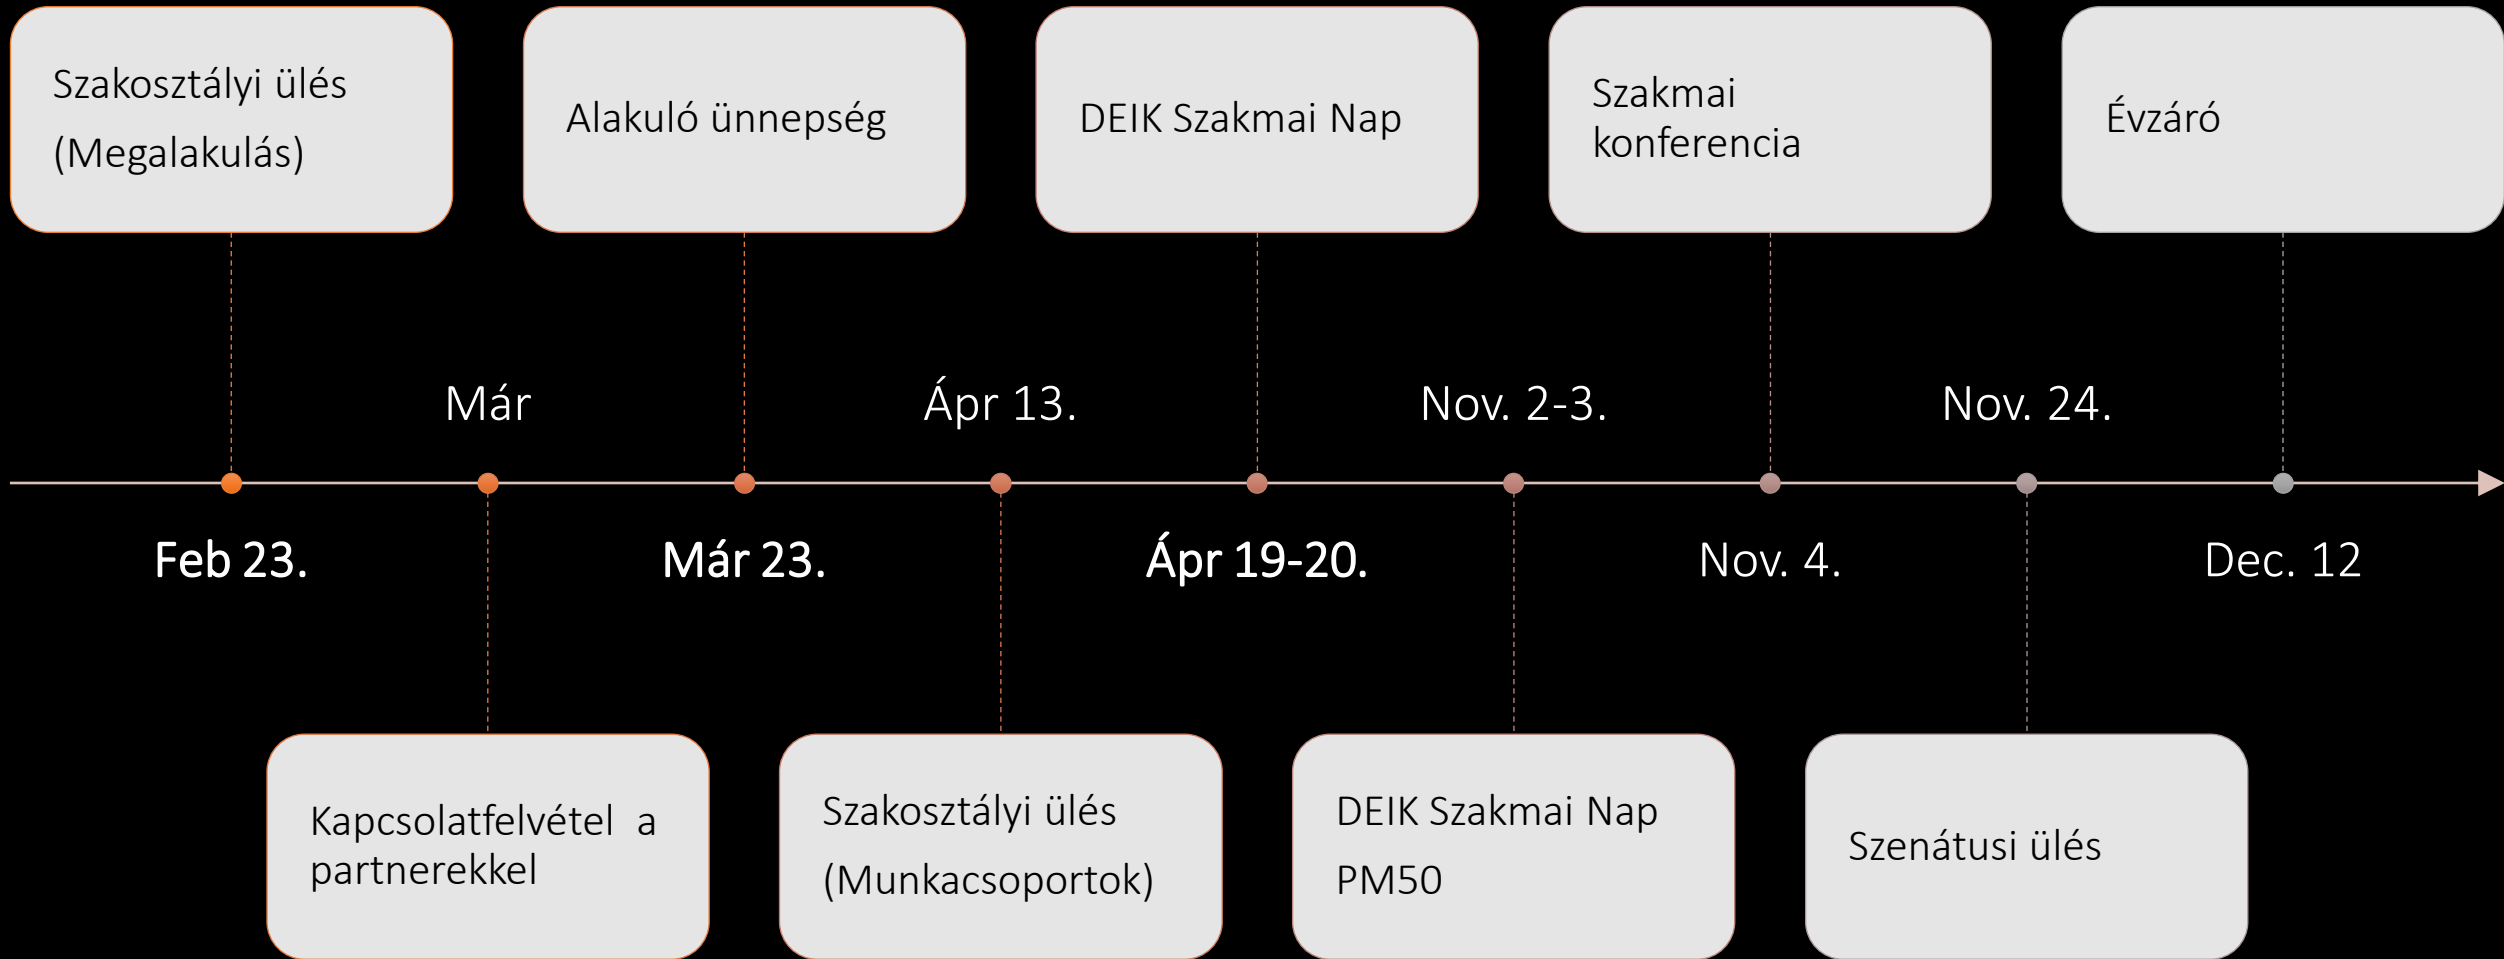 Szakosztályi ülés
(Megalakulás)
Alakuló ünnepség
DEIK Szakmai Nap
Szakmai
konferencia
Évzáró
Már
Ápr 13.
Nov. 2-3.
Nov. 24.
Feb 23.
Már 23.
Ápr 19-20.
Nov. 4.
Dec. 12
Kapcsolatfelvétel a
partnerekkel
Szakosztályi ülés
(Munkacsoportok)
DEIK Szakmai Nap
PM50
Szenátusi ülés